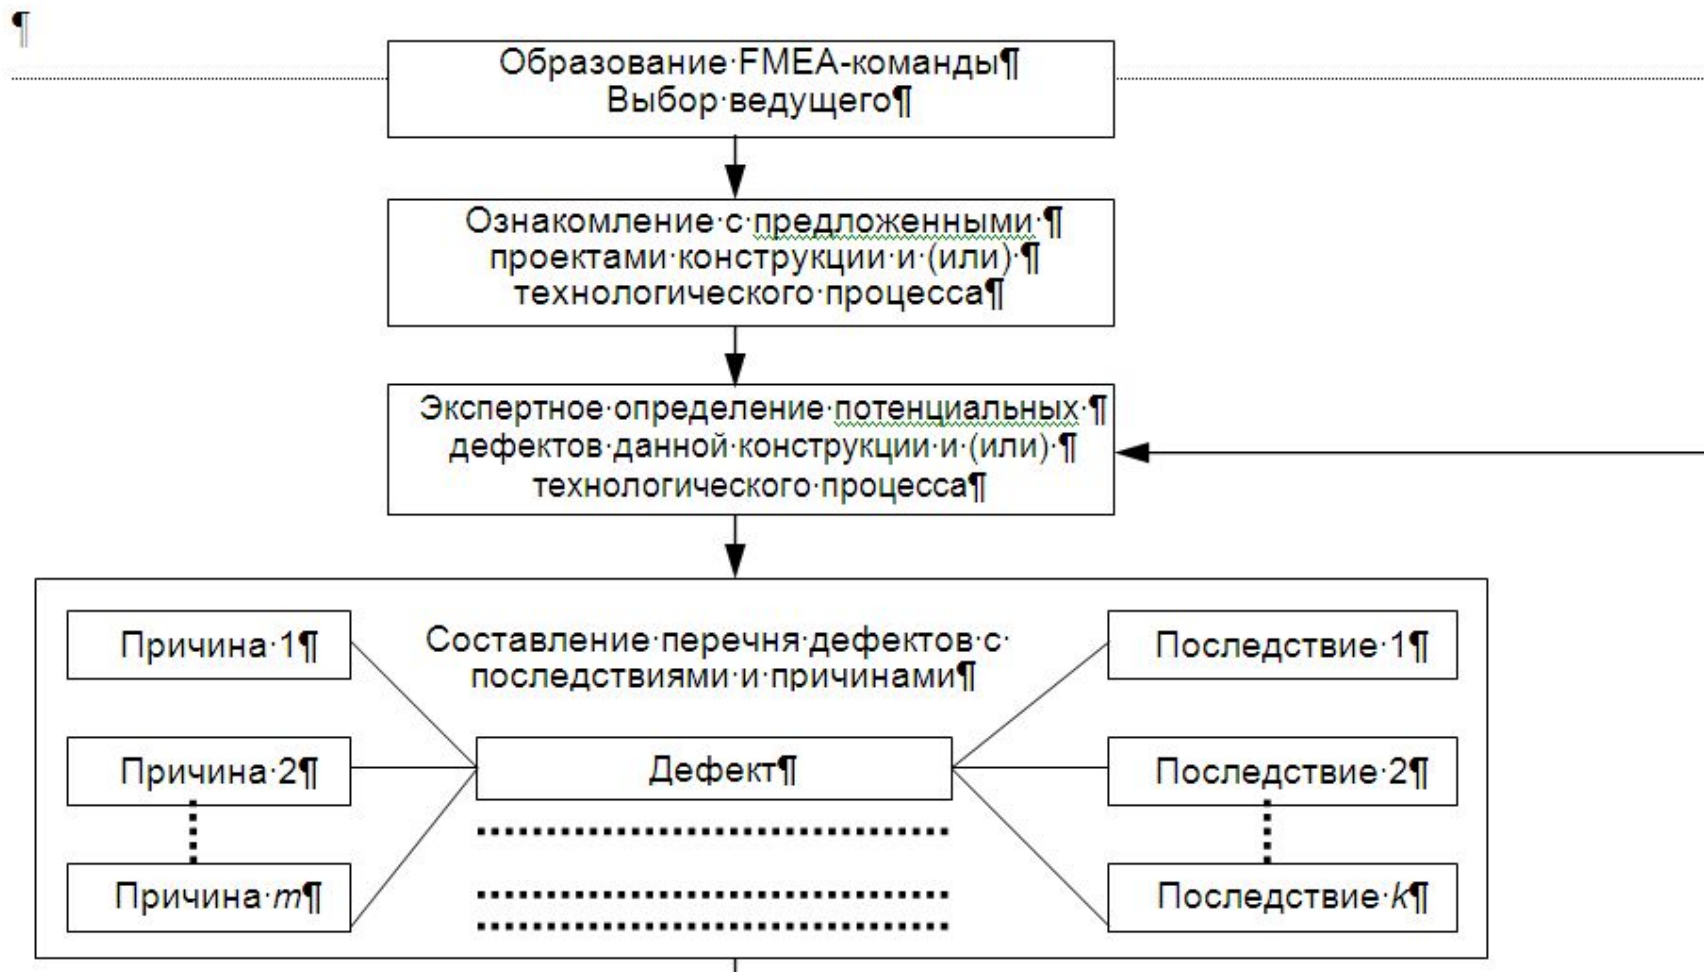 ¶
Образование·FMEA-команды¶
Выбор·ведущего¶
Ознакомление·с·предложенными·¶
проектами·конструкции·и·(или)·¶
технологического·процесса¶
Экспертное·определение·потенциальных·¶
дефектов·данной·конструкции·и·(или)·¶
технологического·процесса¶
Составление·перечня·дефектов·с·
последствиями·и·причинами¶
Причина·1¶
Последствие·1¶
Причина·2¶
Дефект¶
Последствие·2¶
Причина·m¶
Последствие·k¶